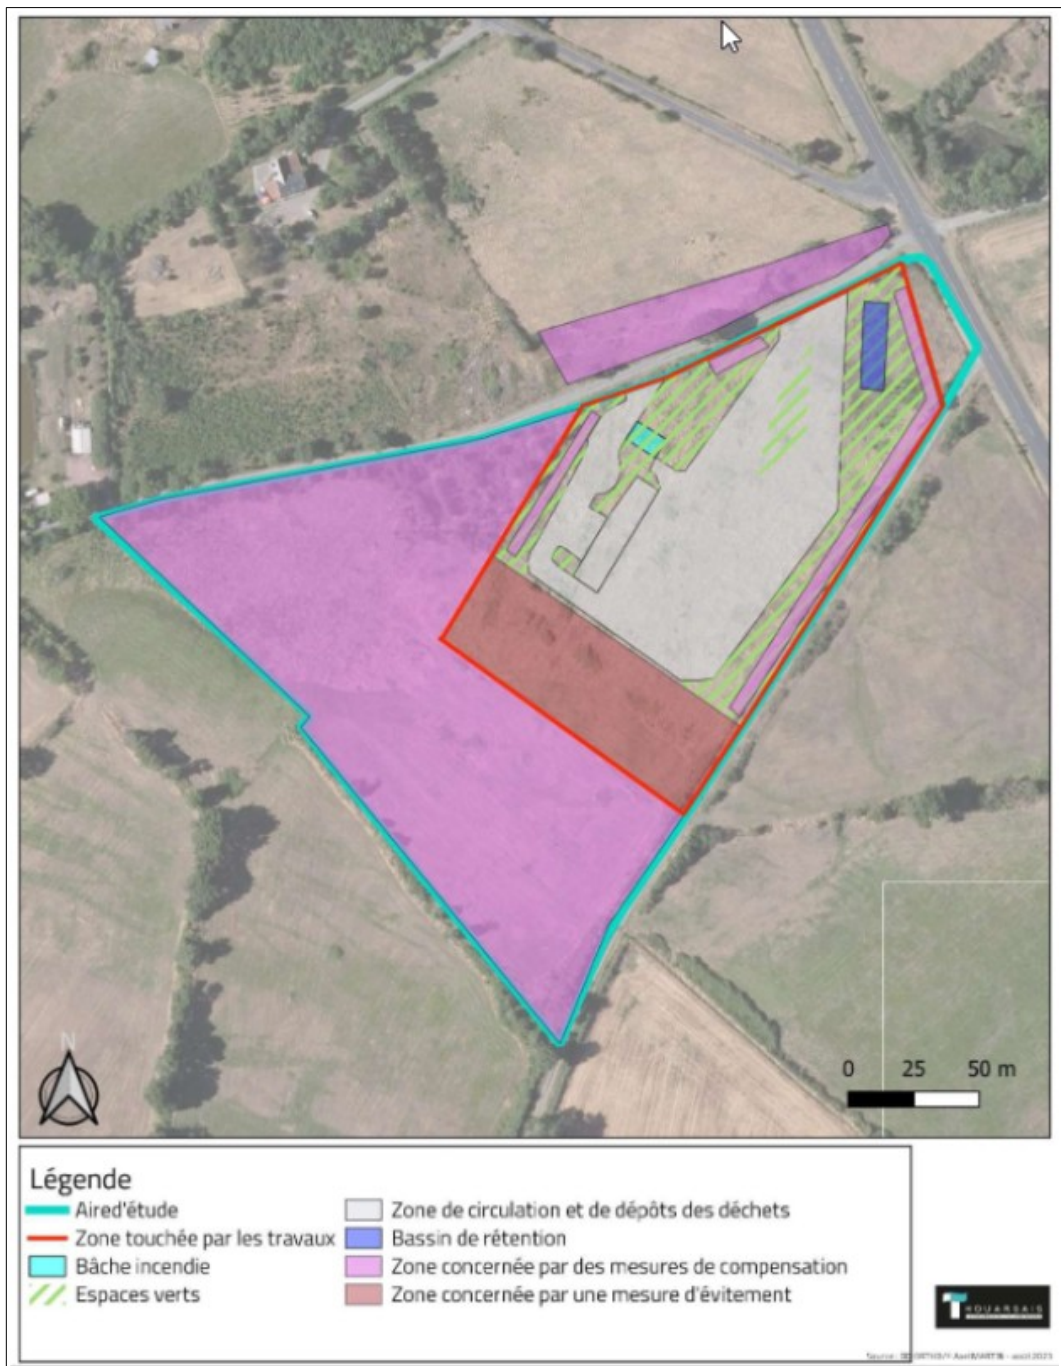 N
0 25 50 m
Légende
Aired'étude
Zone touchée par les travaux
Bâche incendie
Espaces verts
Zone de circulation et de dépôts des déchets
Bassin de rétention
Zone concernée par des mesures de compensation
Zone concernée par une mesure d'évitement
THOUARSAIS